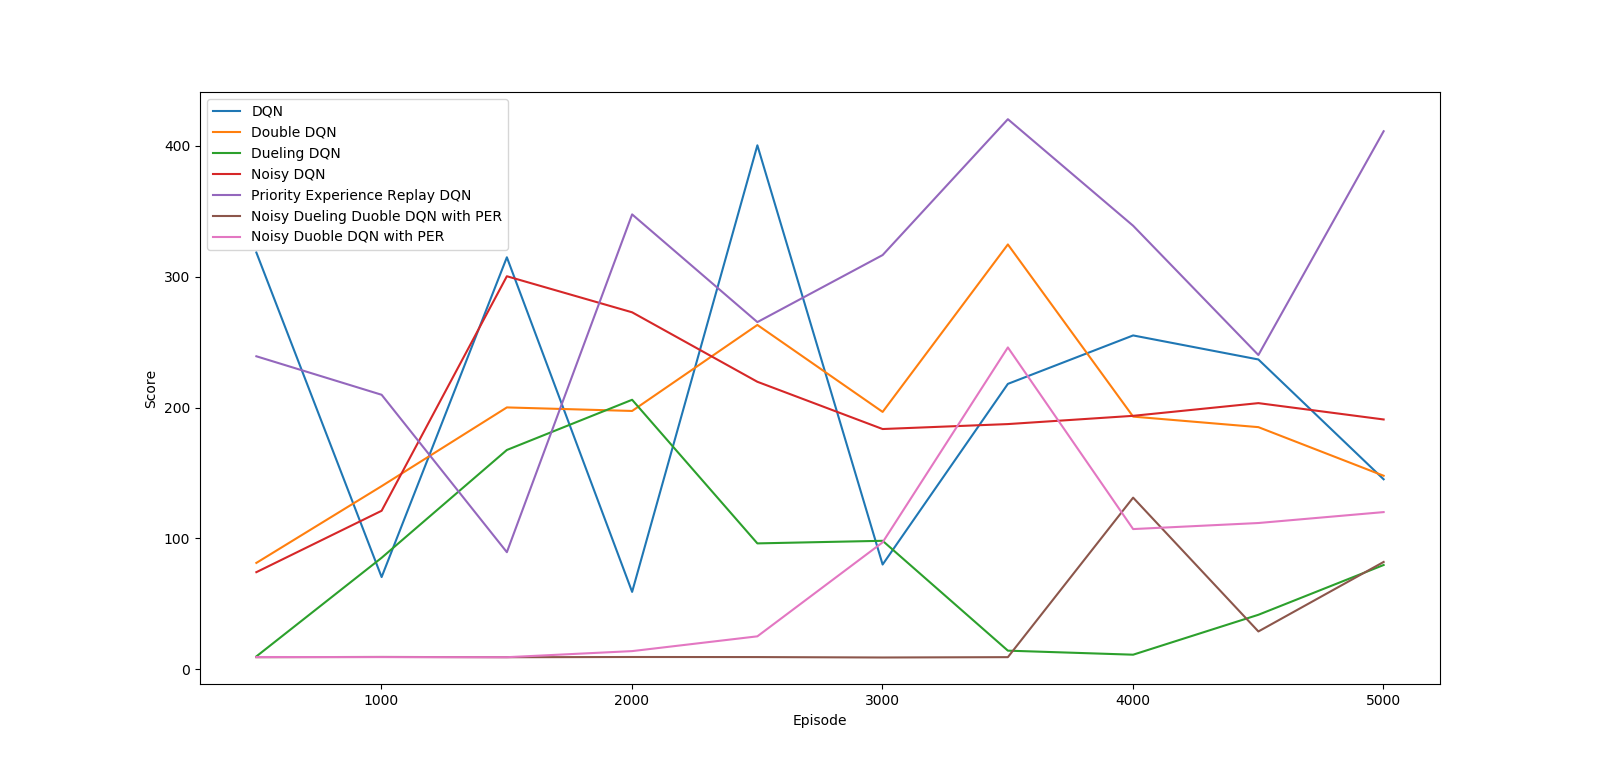 DQN
Double DQN
Dueling DQN
Noisy DQN
Priority Experience Replay DQN
Noisy Dueling Duoble DQN with PER
Noisy Duoble DQN with PER
400
300
200
100
0
Score
1000 2000 3000 4000 5000
Episode